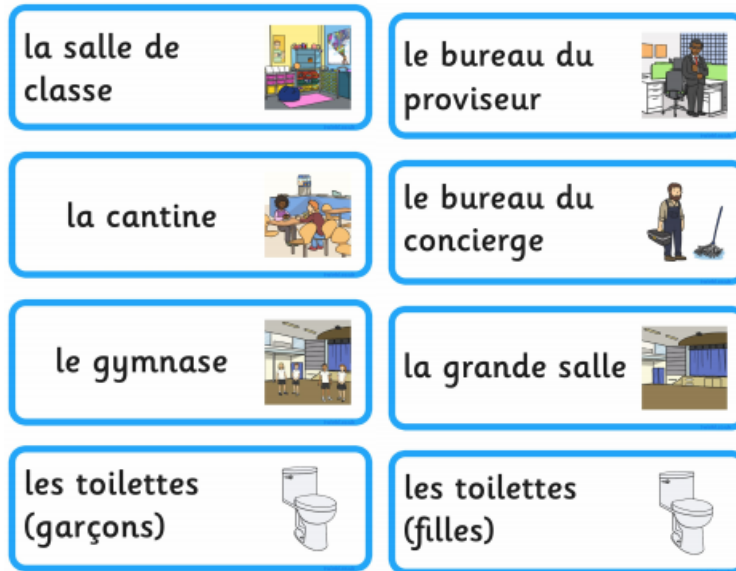 la salle de
classe
le bureau du
proviseur
la cantine
le bureau du
concierge
le gymnase
la grande salle
les toilettes
(garçons)
les toilettes
(filles)